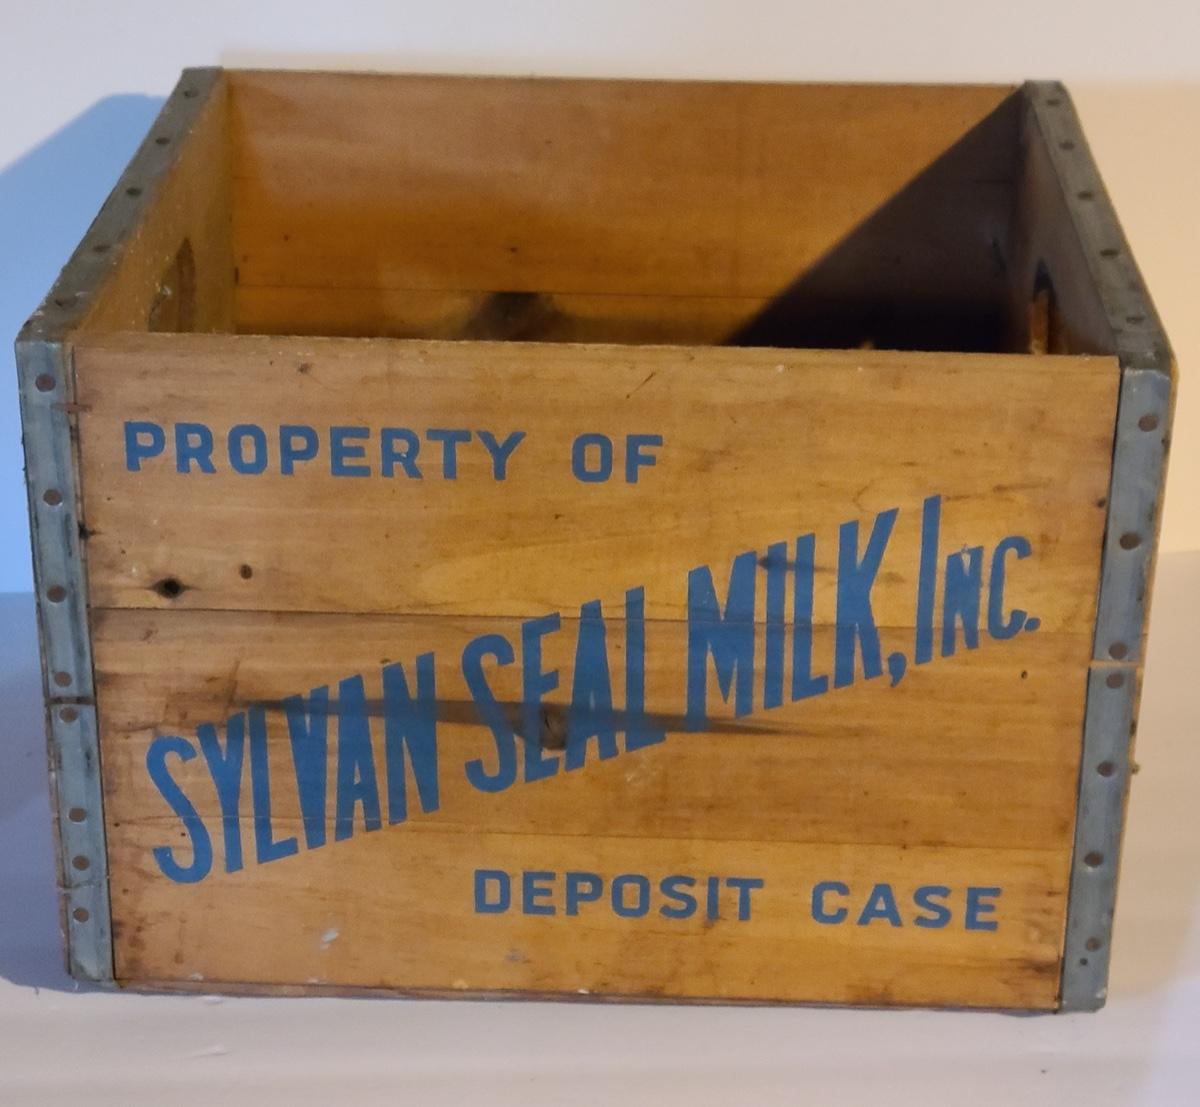 PROPERTY OF
SYLVAN SEAL MILK, INC.
DEPOSIT CASE